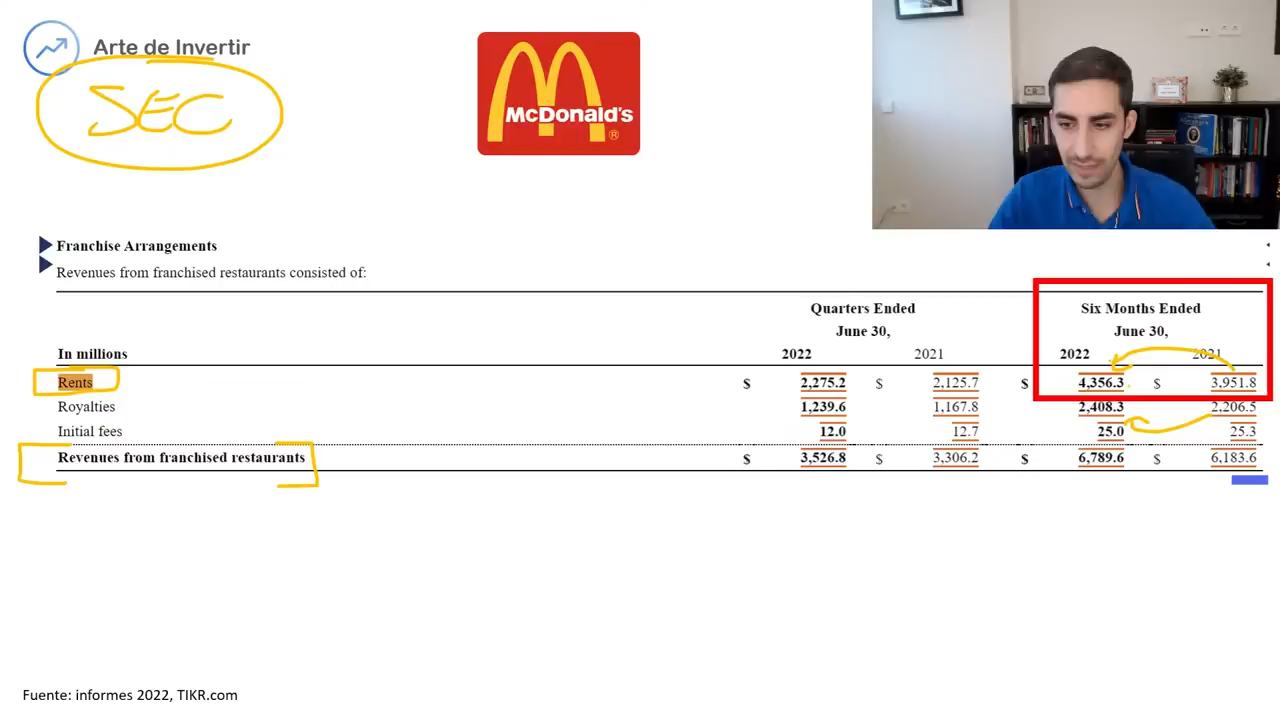 Arte de Invertir
SEC
McDonald's
®
Franchise Arrangements
Revenues from franchised restaurants consisted of:
Quarters Ended Six Months Ended
June 30, June 30,
In millions 2022 2021 2022 2021
Rents $ 2,275.2 $ 2,125.7 $ 4,356.3 $ 3,951.8
Royalties 1,239.6 1,167.8 2,408.3 2,206.5
Initial fees 12.0 12.7 25.0 25.3
Revenues from franchised restaurants $ 3,526.8 $ 3,306.2 $ 6,789.6 $ 6,183.6
Fuente: informes 2022, TIKR.com